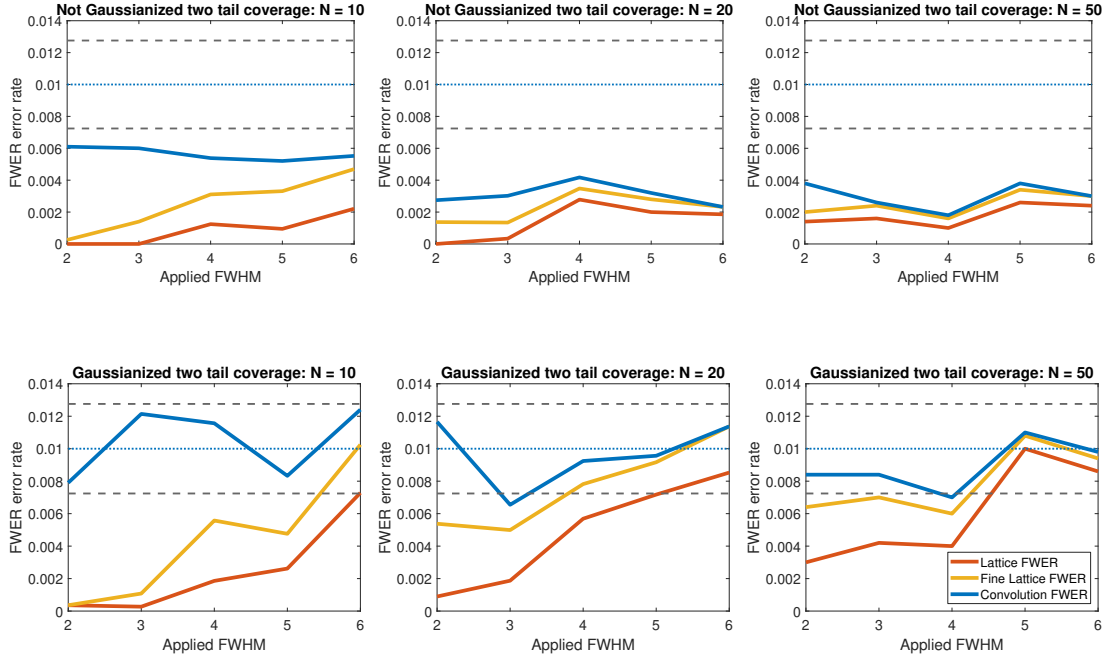 Not Gaussianized two tail coverage: N = 10
0.014
0.012
0.01
0.008
0.006
0.004
0.002
0
FWER error rate
2 3 4 5 6
Applied FWHM
Not Gaussianized two tail coverage: N = 20
0.014
0.012
0.01
0.008
0.006
0.004
0.002
0
FWER error rate
2 3 4 5 6
Applied FWHM
Not Gaussianized two tail coverage: N = 50
0.014
0.012
0.01
0.008
0.006
0.004
0.002
0
FWER error rate
2 3 4 5 6
Applied FWHM
Gaussianized two tail coverage: N = 10
0.014
0.012
0.01
0.008
0.006
0.004
0.002
0
FWER error rate
2 3 4 5 6
Applied FWHM
Gaussianized two tail coverage: N = 20
0.014
0.012
0.01
0.008
0.006
0.004
0.002
0
FWER error rate
2 3 4 5 6
Applied FWHM
Gaussianized two tail coverage: N = 50
0.014
0.012
0.01
0.008
0.006
0.004
0.002
0
FWER error rate
2 3 4 5 6
Applied FWHM
Lattice FWER
Fine Lattice FWER
Convolution FWER